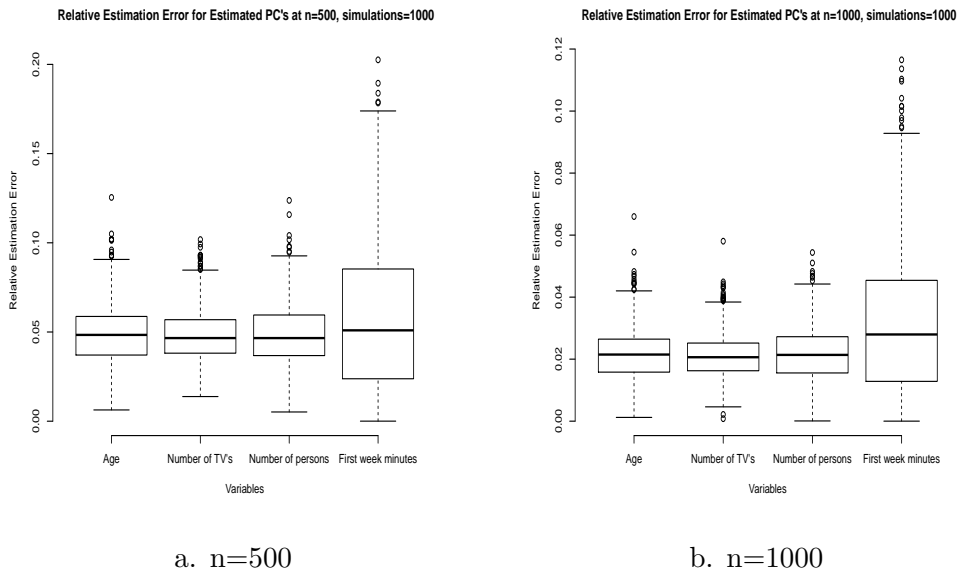 Relative Estimation Error for Estimated PC's at n=500, simulations=1000
Relative Estimation Error
0.20
0.15
0.10
0.05
0.00
Age
Number of TV's
Number of persons
First week minutes
Variables
a. n=500
Relative Estimation Error for Estimated PC's at n=1000, simulations=1000
Relative Estimation Error
0.12
0.10
0.08
0.06
0.04
0.02
0.00
Age
Number of TV's
Number of persons
First week minutes
Variables
b. n=1000